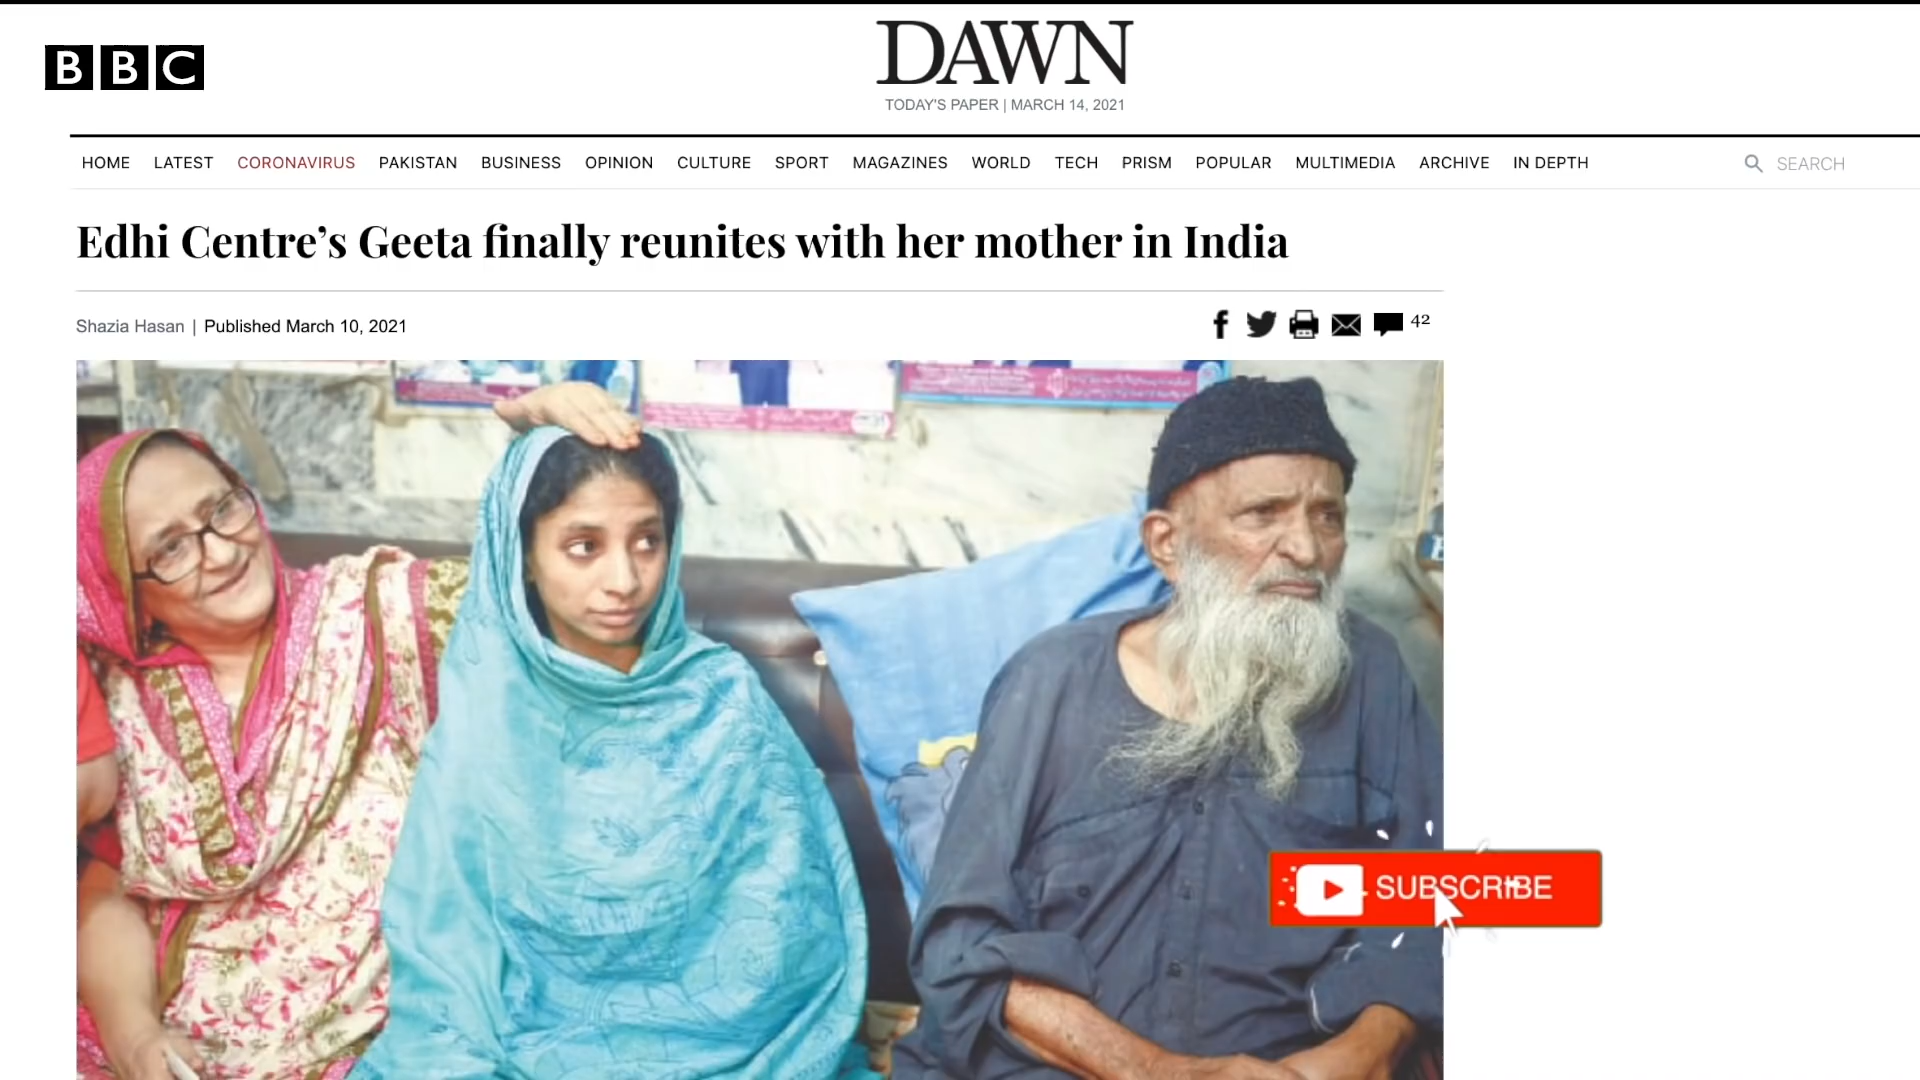 BBC
DAWN
TODAY'S PAPER | MARCH 14, 2021
HOME LATEST CORONAVIRUS PAKISTAN BUSINESS OPINION CULTURE SPORT MAGAZINES WORLD TECH PRISM POPULAR MULTIMEDIA ARCHIVE IN DEPTH SEARCH
Edhi Centre’s Geeta finally reunites with her mother in India
Shazia Hasan | Published March 10, 2021 42
SUBSCRIBE